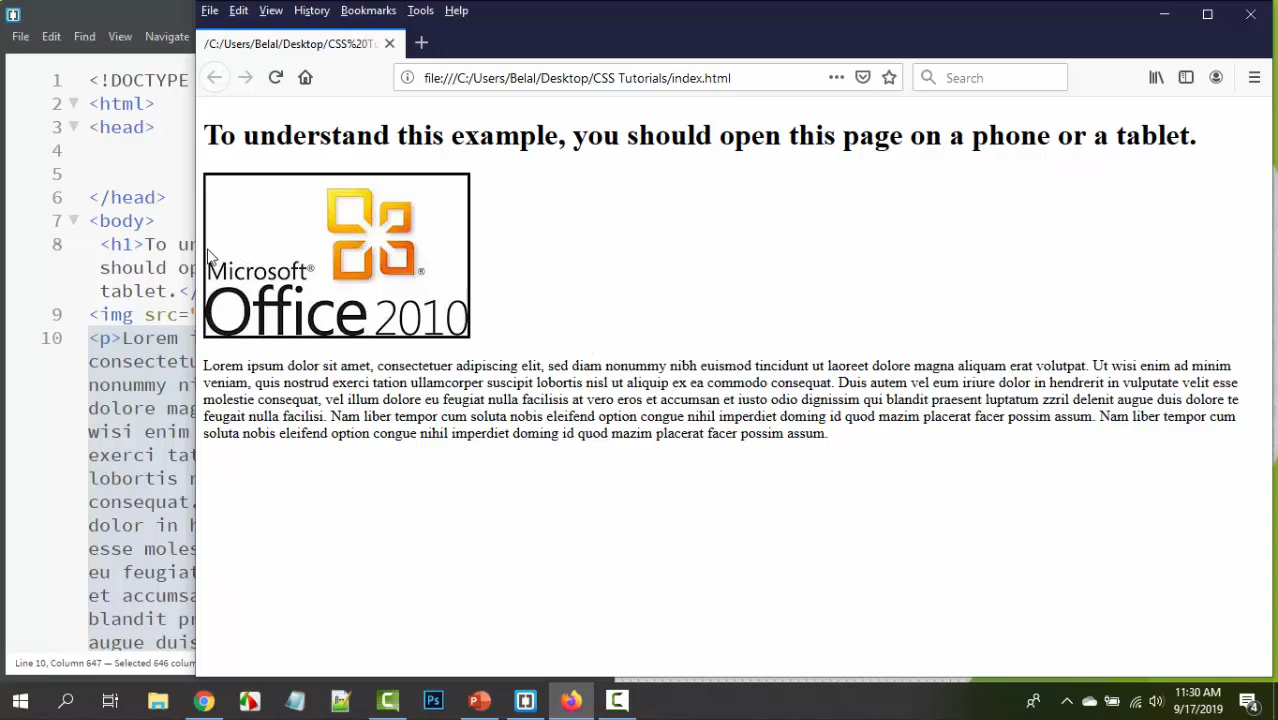 File Edit View History Bookmarks Tools Help
File Edit Find View Navigate
/C:/Users/Belal/Desktop/CSS%20Tu
file:///C:/Users/Belal/Desktop/CSS Tutorials/index.html
Search
1 <!DOCTYPE
2 <html>
3 <head>
4
5
6 </head>
7 <body>
8 <h1>To un
should op
tablet.</
9 <img src="
10 <p>Lorem i
consectetu
nonummy ni
dolore mag
wisi enim
exerci tat
lobortis n
consequat.
dolor in h
esse moles
eu feugiat
et accumsa
blandit pr
augue duis
Line 10, Column 647 — Selected 646 colum
To understand this example, you should open this page on a phone or a tablet.
Microsoft®
Office 2010
Lorem ipsum dolor sit amet, consectetuer adipiscing elit, sed diam nonummy nibh euismod tincidunt ut laoreet dolore magna aliquam erat volutpat. Ut wisi enim ad minim
veniam, quis nostrud exerci tation ullamcorper suscipit lobortis nisl ut aliquip ex ea commodo consequat. Duis autem vel eum iriure dolor in hendrerit in vulputate velit esse
molestie consequat, vel illum dolore eu feugiat nulla facilisis at vero eros et accumsan et iusto odio dignissim qui blandit praesent luptatum zzril delenit augue duis dolore te
feugait nulla facilisi. Nam liber tempor cum soluta nobis eleifend option congue nihil imperdiet doming id quod mazim placerat facer possim assum. Nam liber tempor cum
soluta nobis eleifend option congue nihil imperdiet doming id quod mazim placerat facer possim assum.
Ps
11:30 AM
9/17/2019
4